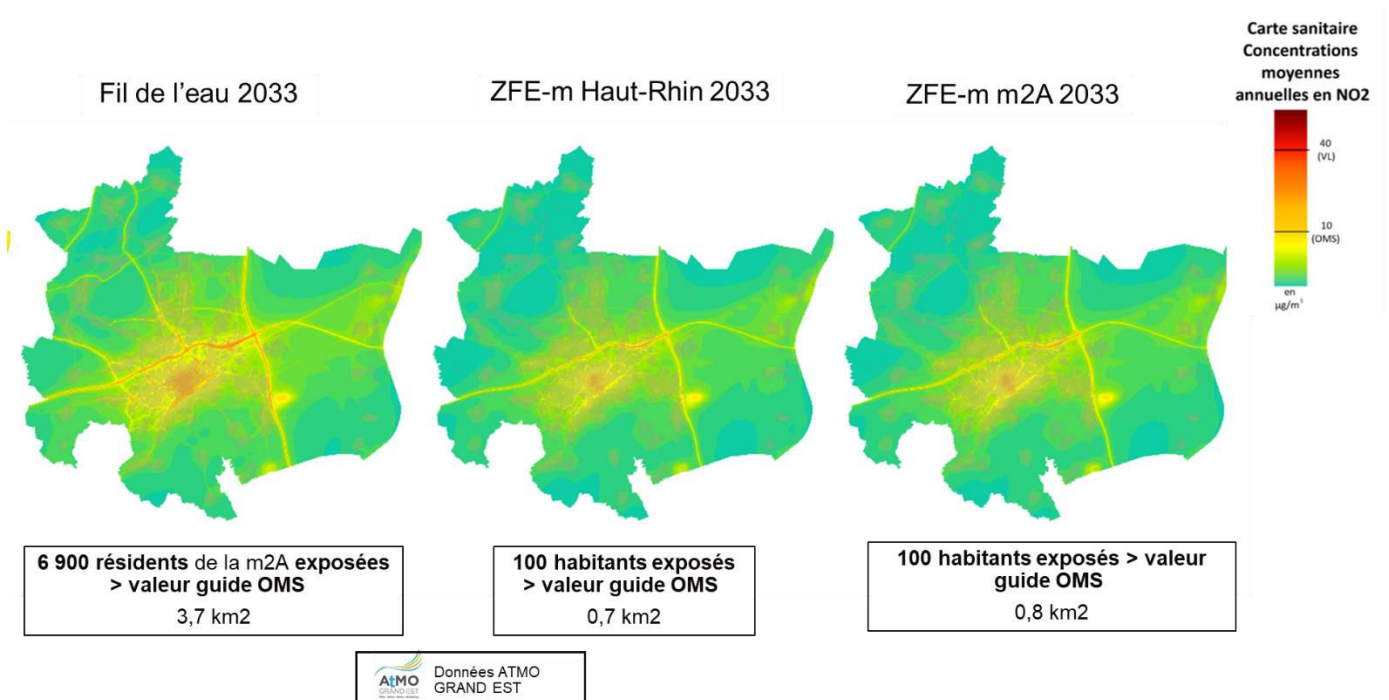 Carte sanitaire
Concentrations
moyennes
annuelles en NO2
Fil de l'eau 2033
ZFE-m Haut-Rhin 2033
ZFE-m m2A 2033
40
(VL)
10
(OMS)
en
µg/m³
6 900 résidents de la m2A exposées
> valeur guide OMS
3,7 km2
100 habitants exposés
> valeur guide OMS
0,7 km2
100 habitants exposés > valeur
guide OMS
0,8 km2
AtMO
GRAND EST
Données ATMO
GRAND EST